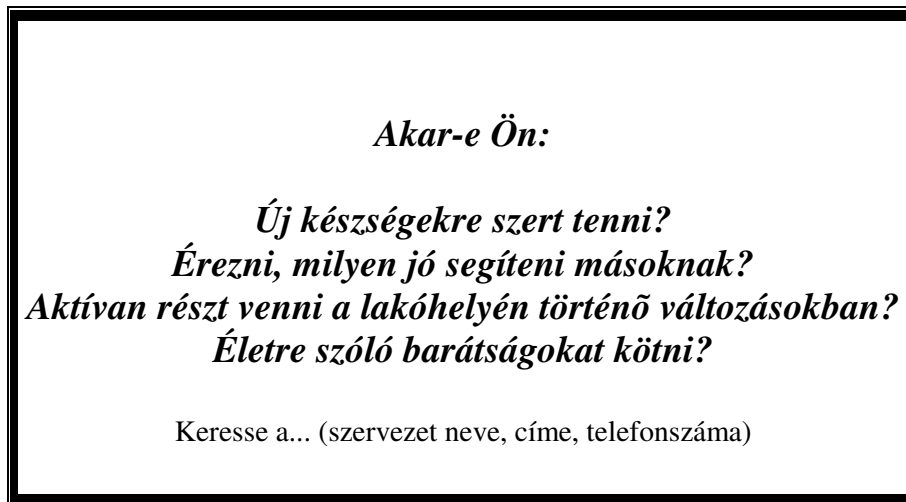 Akar-e Ön:
Új készségekre szert tenni?
Érezni, milyen jó segíteni másoknak?
Aktívan részt venni a lakóhelyén történõ változásokban?
Életre szóló barátságokat kötni?
Keresse a... (szervezet neve, címe, telefonszáma)